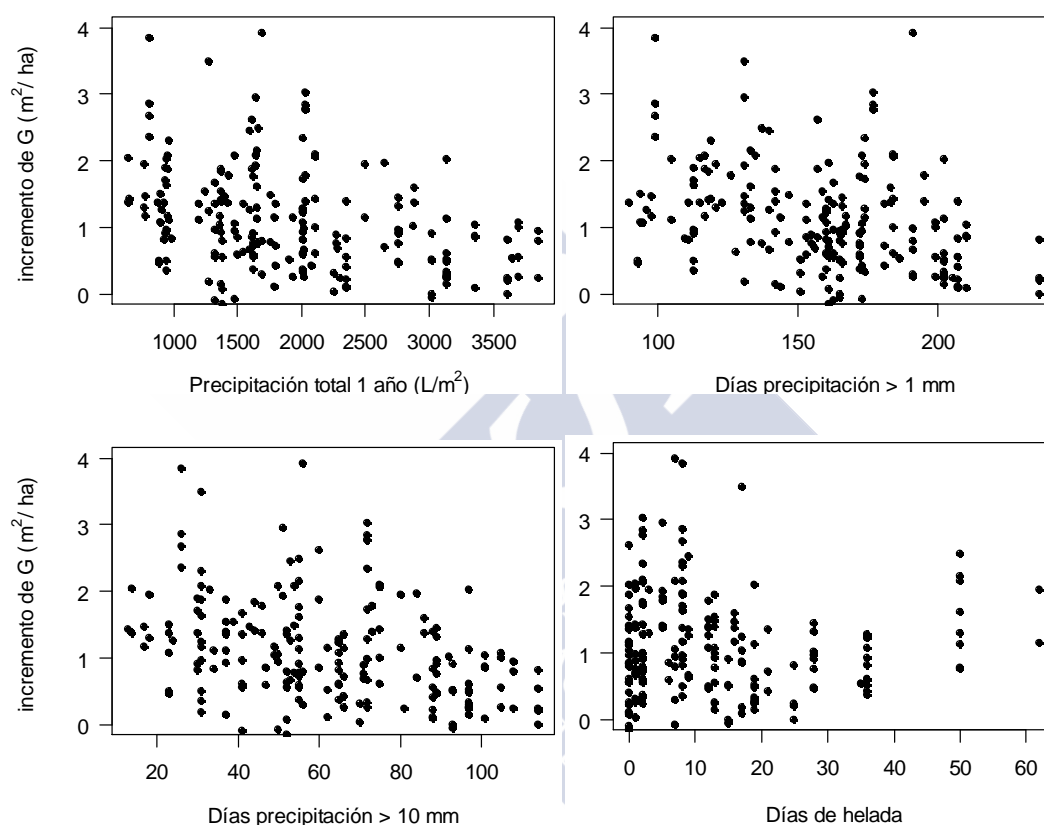 4
3
2
1
0
incremento de G ( m²/ ha)
1000 1500 2000 2500 3000 3500
Precipitación total 1 año (L/m²)
4
3
2
1
0
100 150 200
Días precipitación > 1 mm
4
3
2
1
0
incremento de G ( m²/ ha)
20 40 60 80 100
Días precipitación > 10 mm
4
3
2
1
0
0 10 20 30 40 50 60
Días de helada